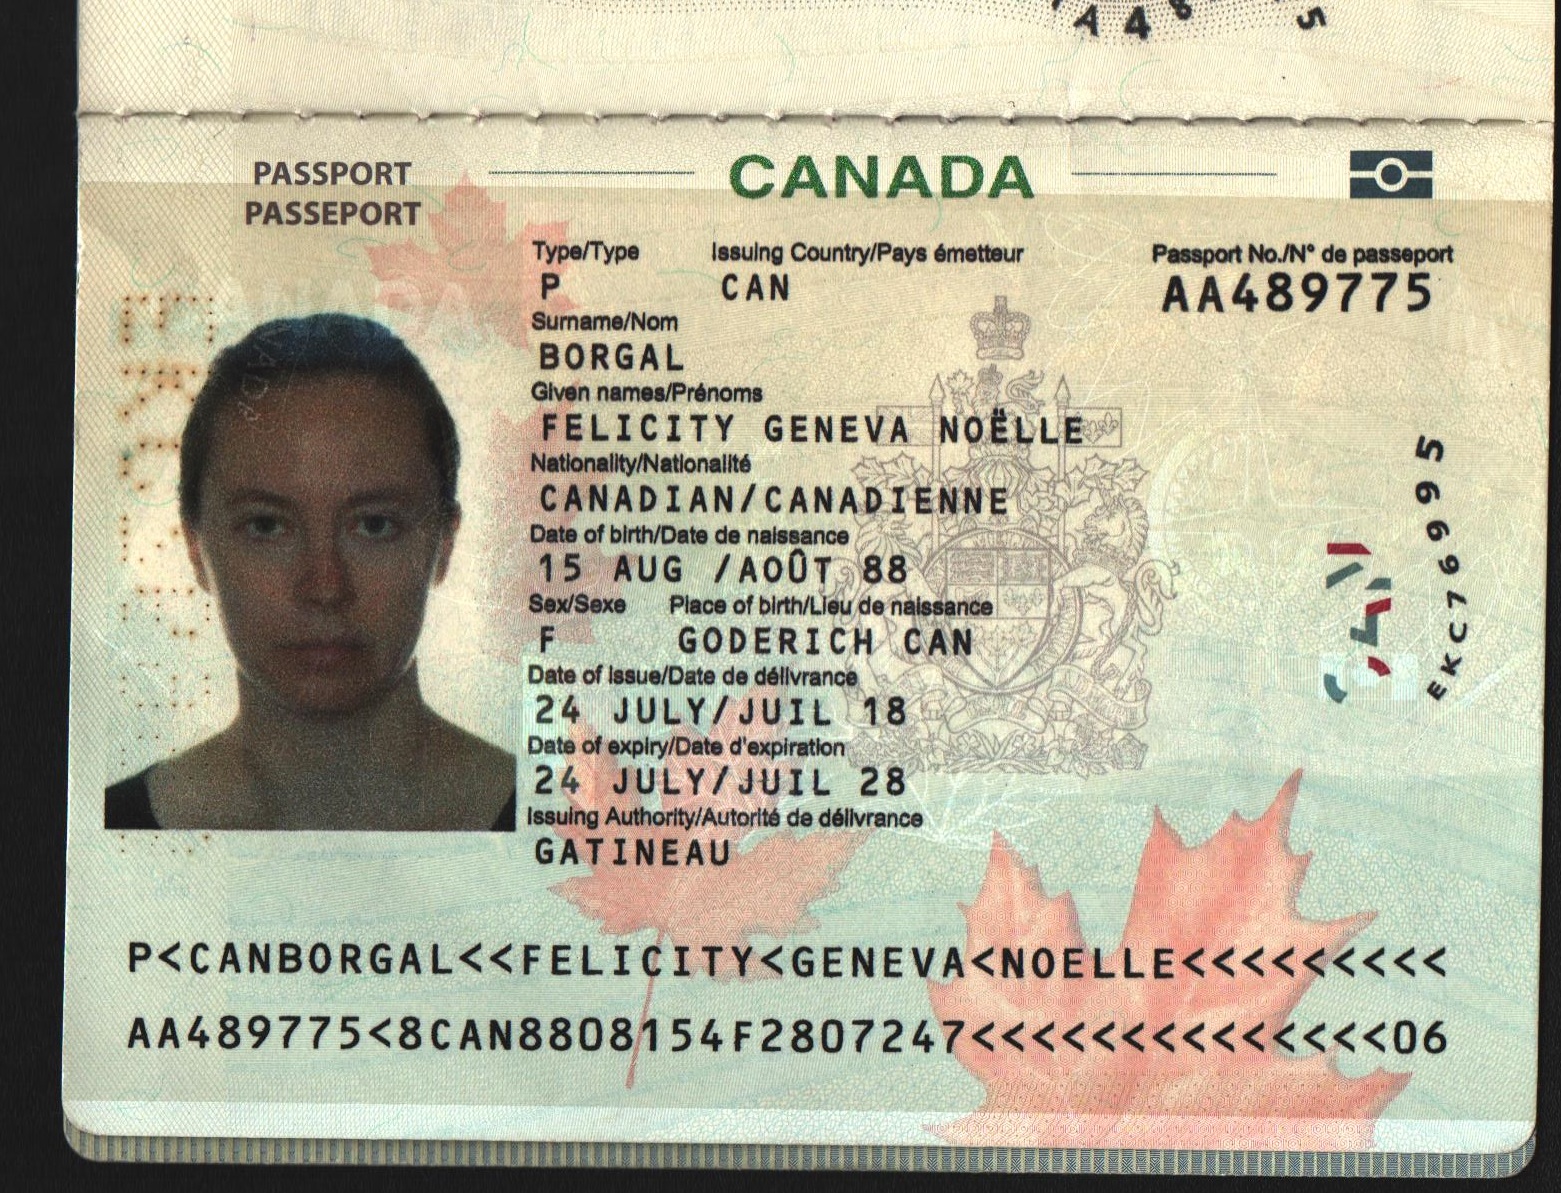 A 4 8 5
PASSPORT
PASSEPORT
CANADA
Type/Type Issuing Country/Pays émetteur Passport No./N° de passeport
P CAN AA489775
Surname/Nom
BORGAL
Given names/Prénoms
FELICITY GENEVA NOËLLE
Nationality/Nationalité
CANADIAN/CANADIENNE
Date of birth/Date de naissance
15 AUG /AOÛT 88
Sex/Sexe Place of birth/Lieu de naissance
F GODERICH CAN
Date of issue/Date de délivrance
24 JULY/JUIL 18
Date of expiry/Date d'expiration
24 JULY/JUIL 28
Issuing Authority/Autorité de délivrance
GATINEAU
CAN
EKC76995
P<CANBORGAL<<FELICITY<GENEVA<NOELLE<<<<<<<<<
AA489775<8CAN8808154F2807247<<<<<<<<<<<<<<06